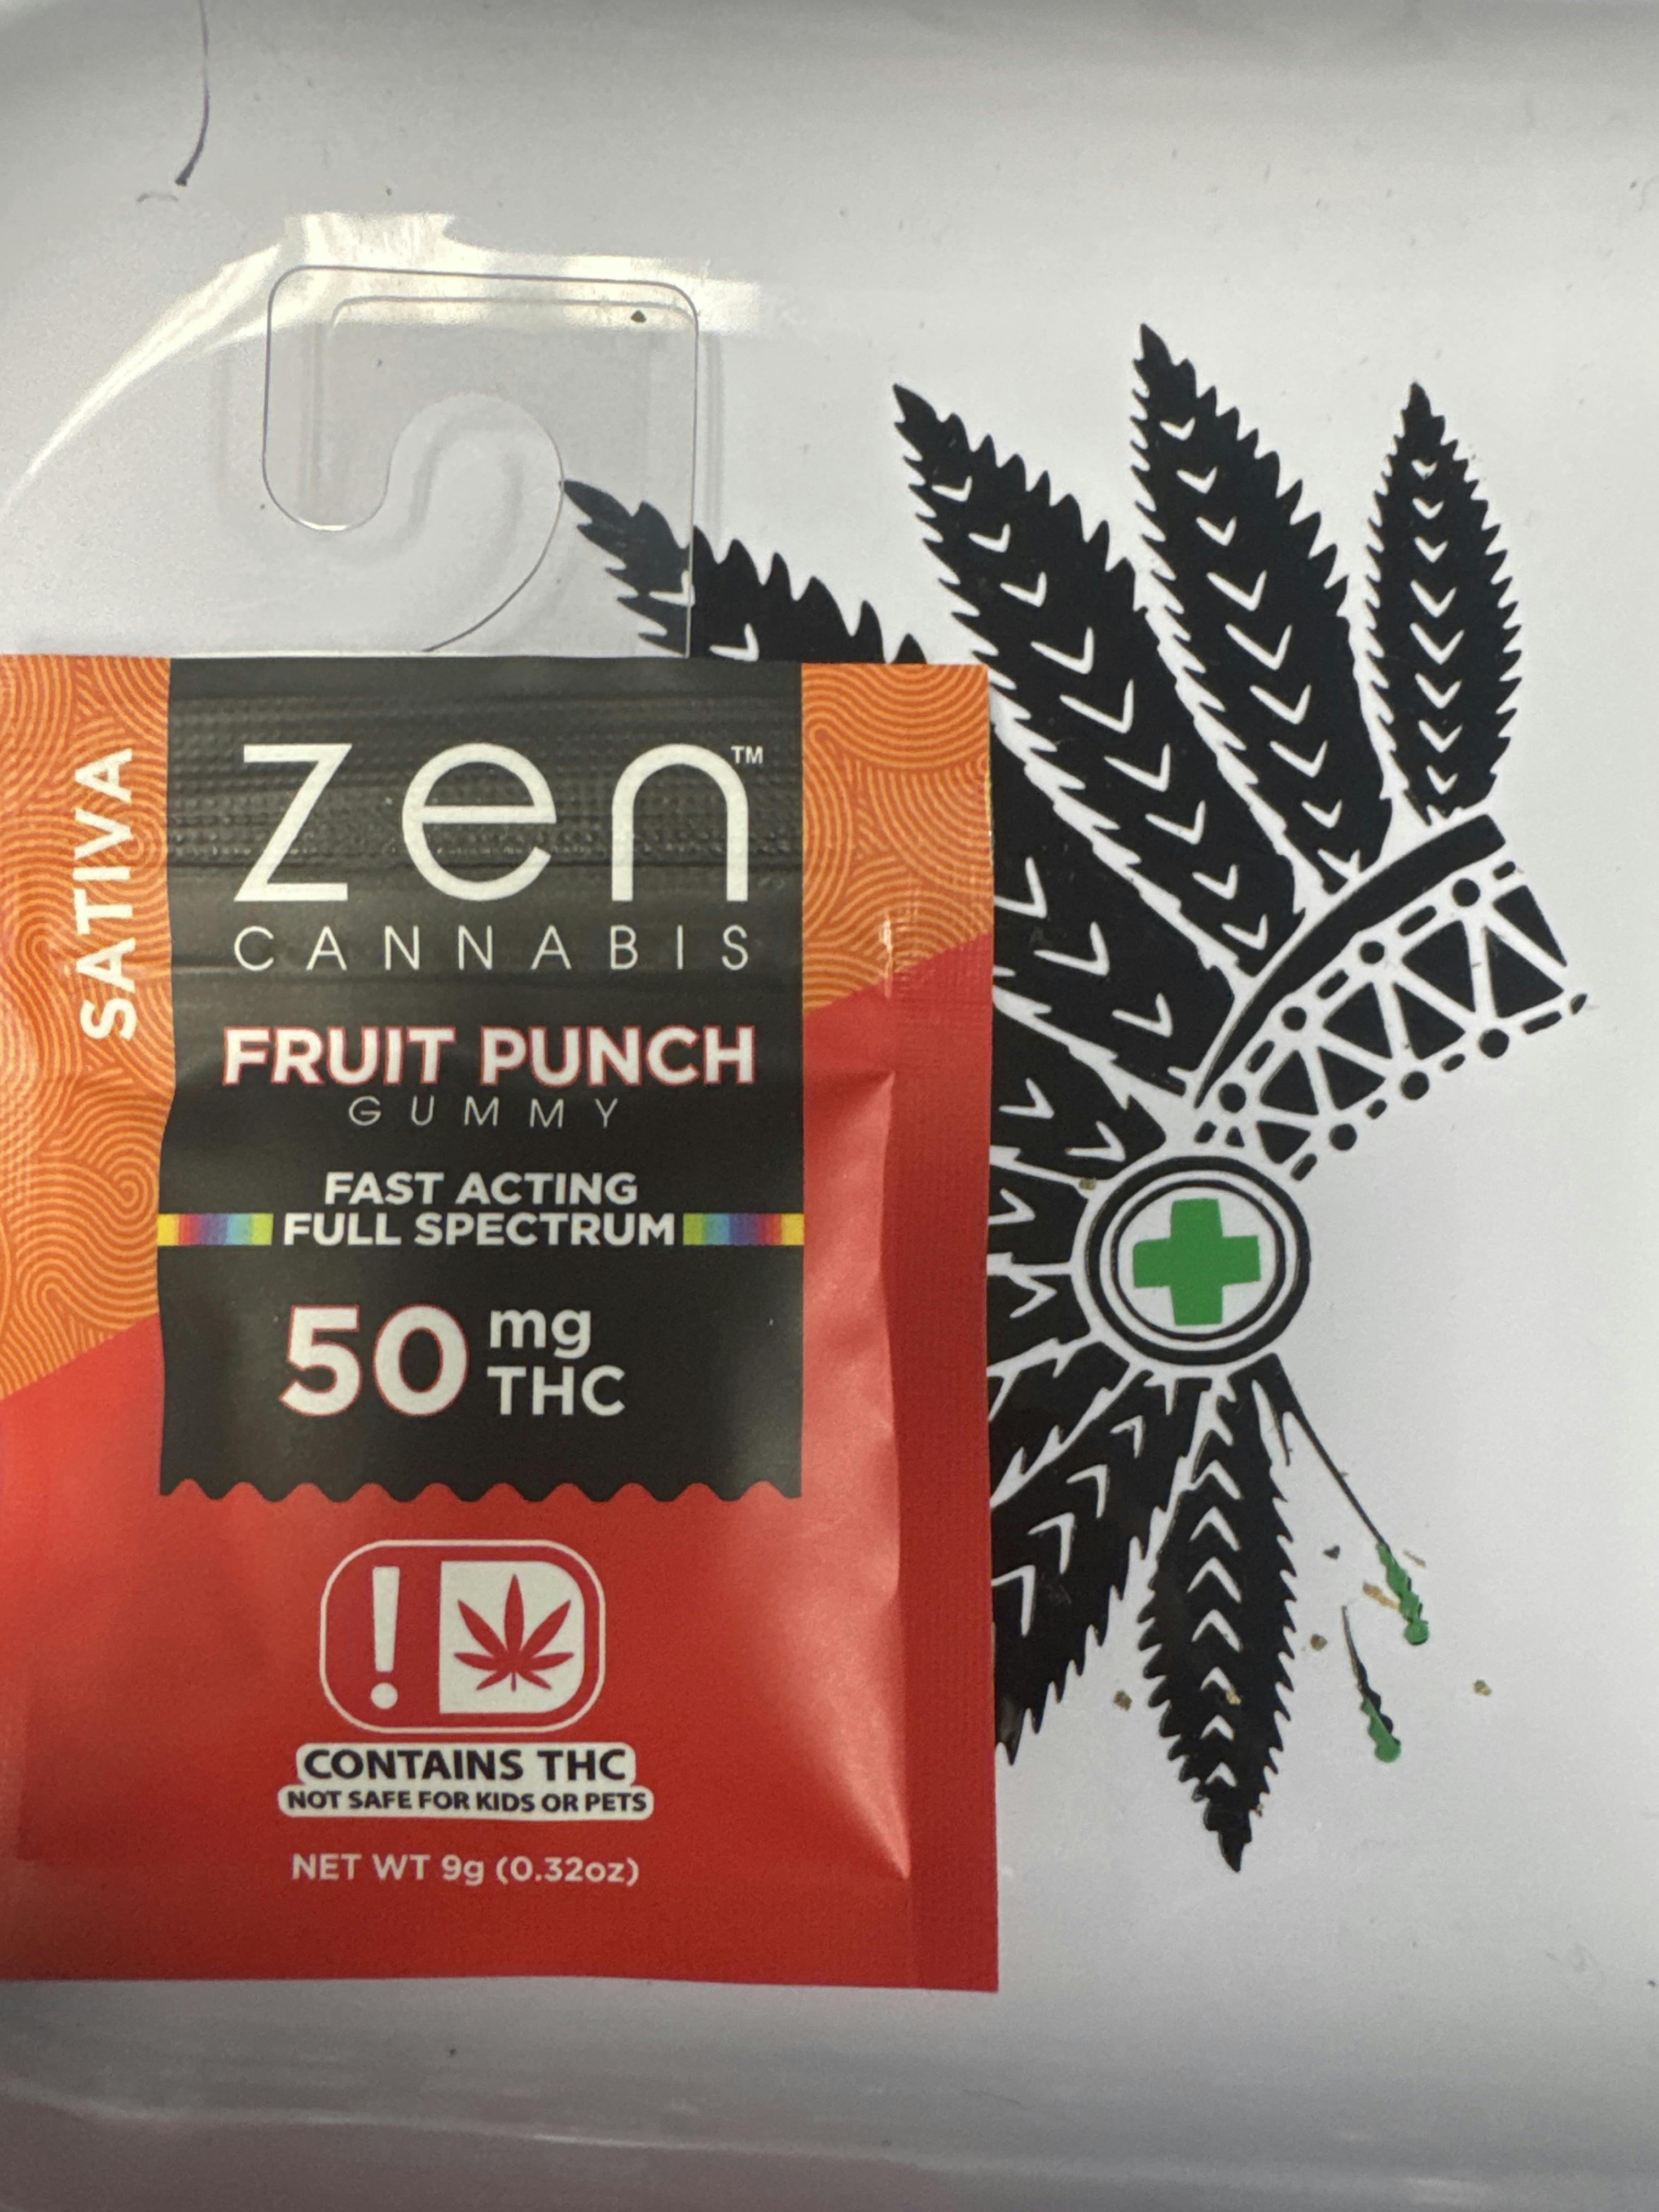 SATIVA
zen™
CANNABIS
FRUIT PUNCH
GUMMY
FAST ACTING
FULL SPECTRUM
50 mg
THC
!
CONTAINS THC
NOT SAFE FOR KIDS OR PETS
NET WT 9g (0.32oz)